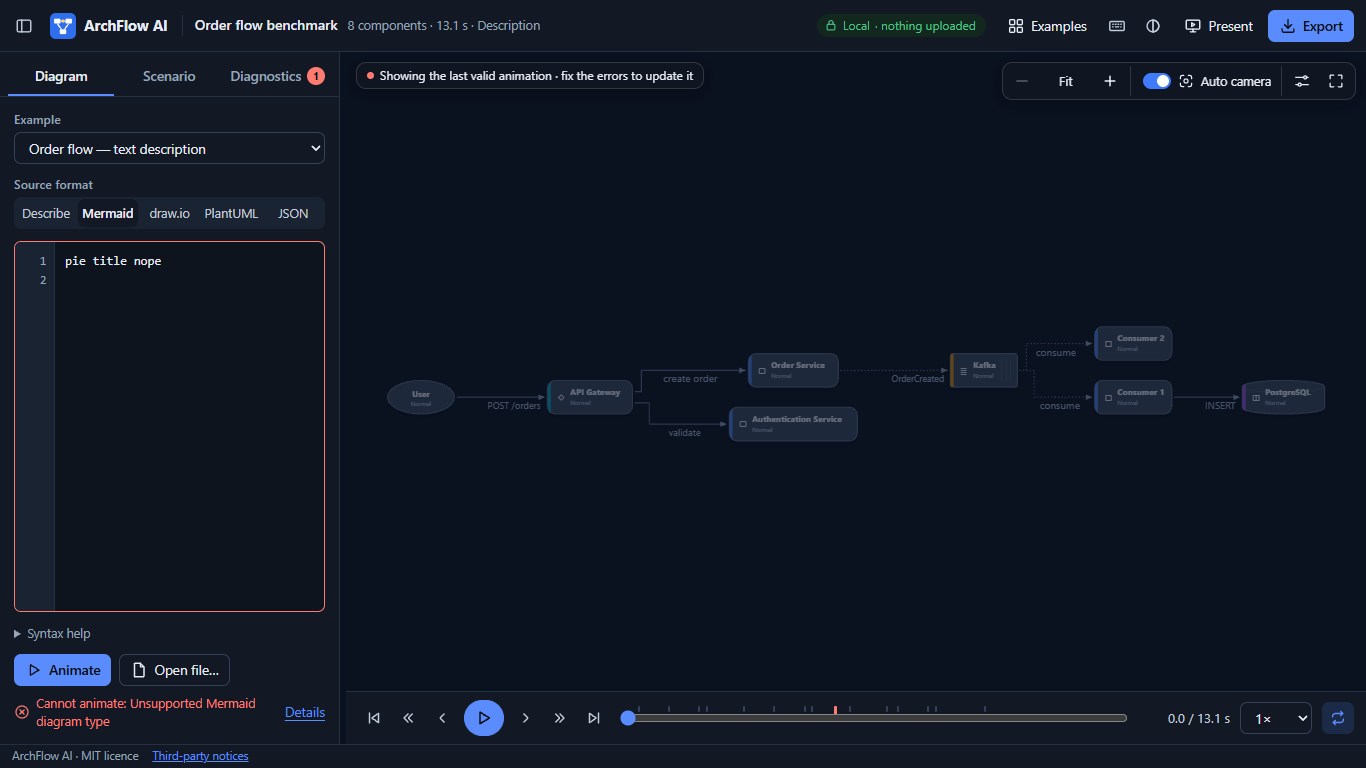 ArchFlow AI
Order flow benchmark
8 components · 13.1 s · Description
Local · nothing uploaded
Examples
Present
Export
Diagram
Scenario
Diagnostics
1
Showing the last valid animation · fix the errors to update it
Fit
Auto camera
Example
Order flow — text description
Source format
Describe
Mermaid
draw.io
PlantUML
JSON
1
pie title nope
2
User
Normal
POST /orders
API Gateway
Normal
create order
validate
Order Service
Normal
Authentication Service
Normal
OrderCreated
Kafka
Normal
consume
consume
Consumer 2
Normal
Consumer 1
Normal
INSERT
PostgreSQL
Normal
Syntax help
Animate
Open file...
Cannot animate: Unsupported Mermaid
diagram type
Details
0.0 / 13.1 s
1×
ArchFlow AI · MIT licence
Third-party notices